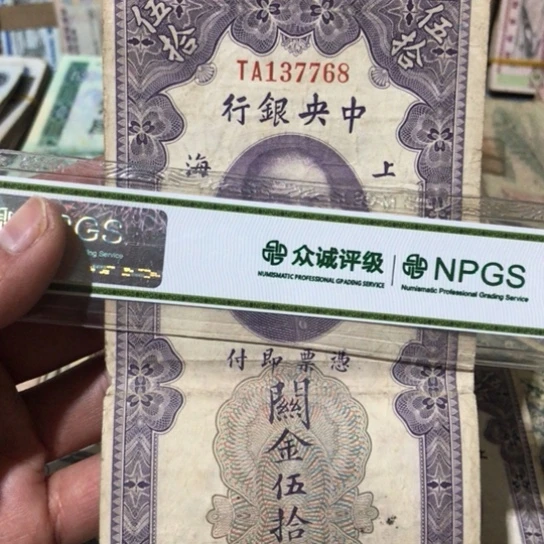 伍拾 伍拾
TA137768
行銀央中
海 上
NPGS
众诚评级 NPGS
NUMISMATIC PROFESSIONAL GRADING SERVICE Numismatic Professional Grading Service
付即票憑
關金伍拾